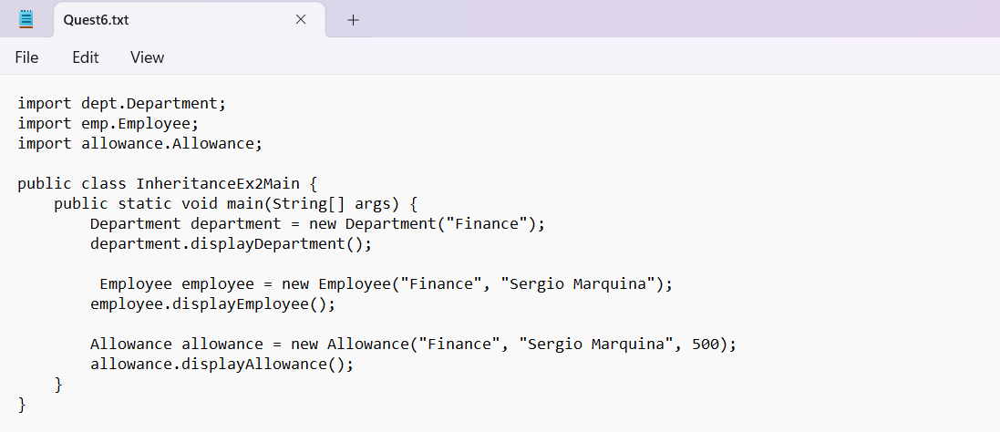 Quest6.txt
File Edit View
import dept.Department;
import emp.Employee;
import allowance.Allowance;

public class InheritanceEx2Main {
    public static void main(String[] args) {
        Department department = new Department("Finance");
        department.displayDepartment();

         Employee employee = new Employee("Finance", "Sergio Marquina");
        employee.displayEmployee();

        Allowance allowance = new Allowance("Finance", "Sergio Marquina", 500);
        allowance.displayAllowance();
    }
}